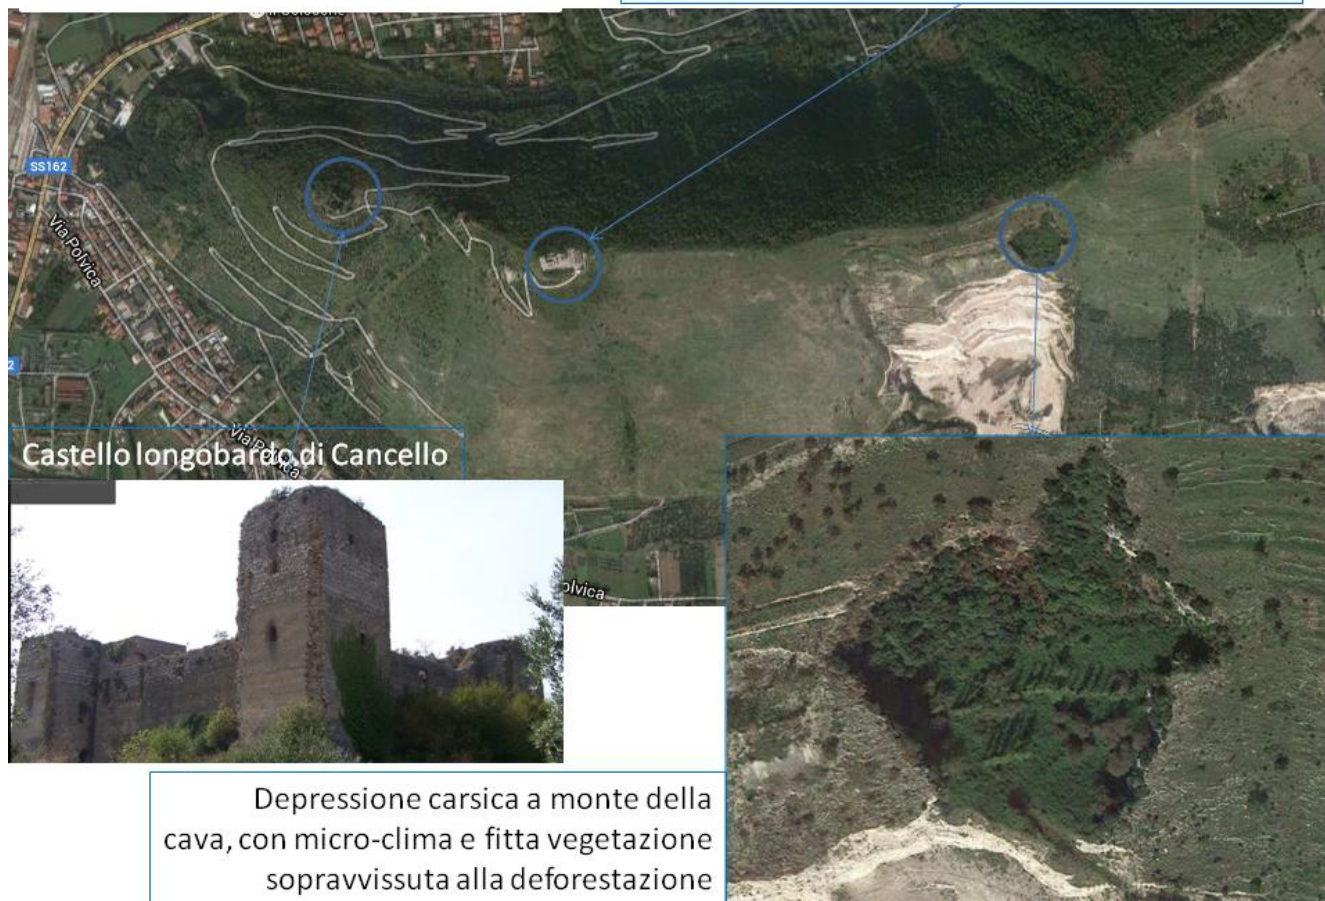 SS162
Via Polvica
2
Via Polvica
Castello longobardo di Cancello
olvica
Depressione carsica a monte della
cava, con micro-clima e fitta vegetazione
sopravvissuta alla deforestazione